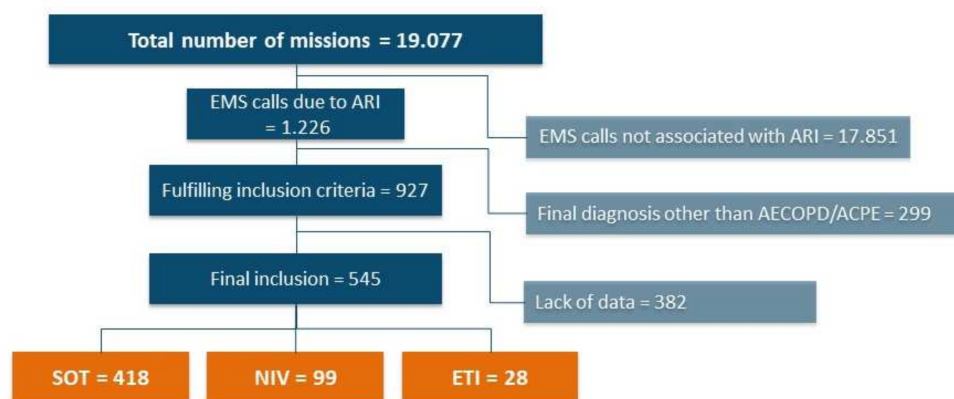 Total number of missions = 19.077
EMS calls due to ARI
= 1.226
EMS calls not associated with ARI = 17.851
Fulfilling inclusion criteria = 927
Final diagnosis other than AECOPD/ACPE = 299
Final inclusion = 545
Lack of data = 382
SOT = 418
NIV = 99
ETI = 28